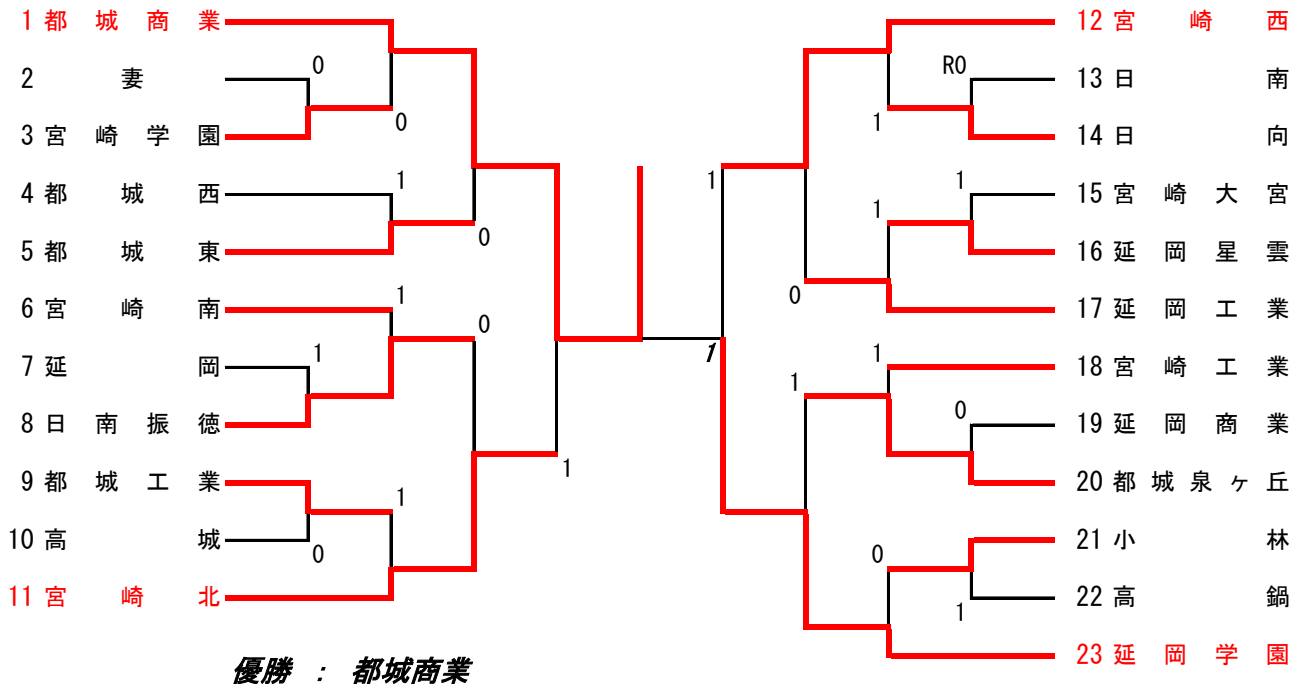 1 都城商業
0
2 妻
0
3 宮崎学園
1
4 都城西
0
5 都城東
1
6 宮崎南
0
1
7 延岡
8 日南振徳
1
9 都城工業
1
0
10 高城
11 宮崎北
12 宮崎西
R0
13 日南
1
14 日向
1
1
15 宮崎大宮
1
16 延岡星雲
0
17 延岡工業
1
1
18 宮崎工業
1
0
19 延岡商業
20 都城泉ヶ丘
0
21 小林
1
22 高鍋
23 延岡学園
優勝 : 都城商業